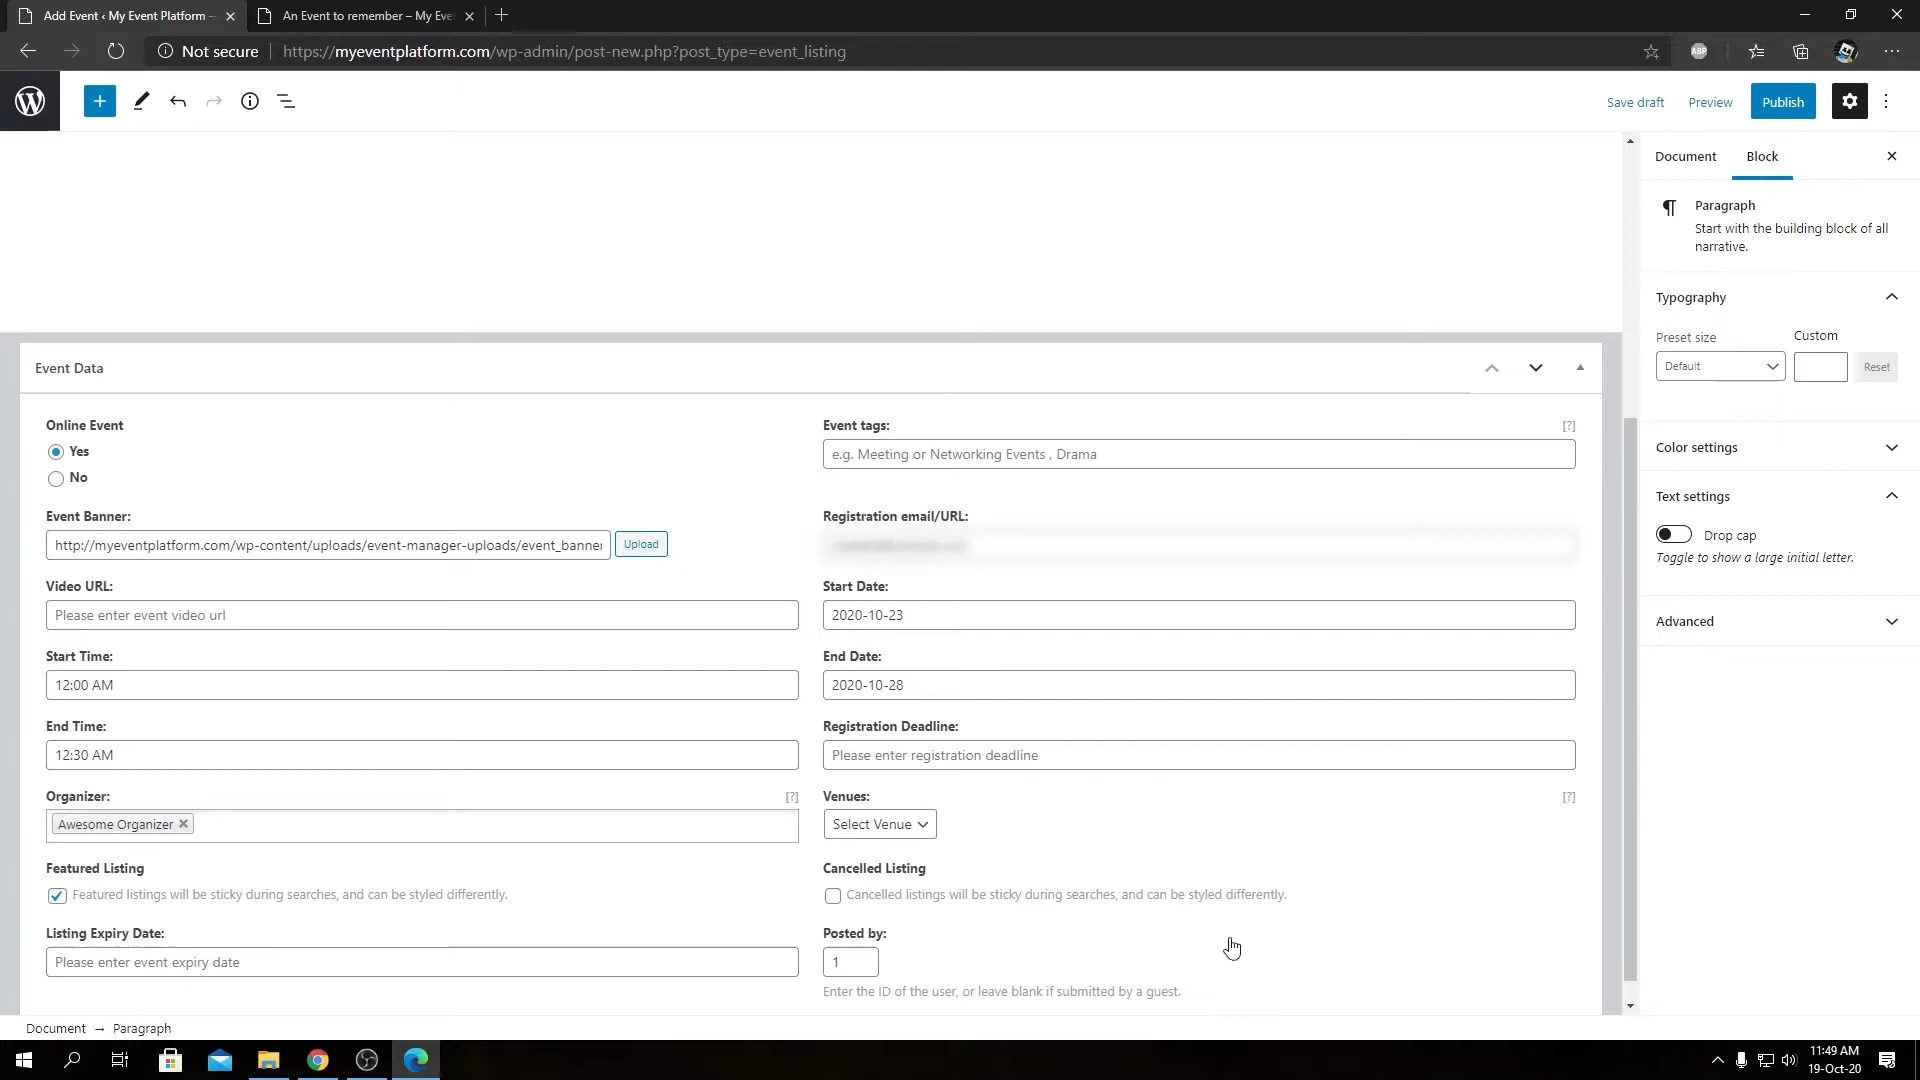 Add Event ‹ My Event Platform –
An Event to remember – My Eve
Not secure
https://myeventplatform.com/wp-admin/post-new.php?post_type=event_listing
ABP
Save draft
Preview
Publish
Document
Block
Paragraph
Start with the building block of all
narrative.
Typography
Preset size
Custom
Default
Reset
Color settings
Text settings
Drop cap
Toggle to show a large initial letter.
Advanced
Event Data
Online Event
Yes
No
Event tags:
[?]
e.g. Meeting or Networking Events , Drama
Event Banner:
http://myeventplatform.com/wp-content/uploads/event-manager-uploads/event_banner
Upload
Registration email/URL:
Video URL:
Please enter event video url
Start Date:
2020-10-23
Start Time:
12:00 AM
End Date:
2020-10-28
End Time:
12:30 AM
Registration Deadline:
Please enter registration deadline
Organizer:
[?]
Awesome Organizer
Venues:
[?]
Select Venue
Featured Listing
Featured listings will be sticky during searches, and can be styled differently.
Cancelled Listing
Cancelled listings will be sticky during searches, and can be styled differently.
Listing Expiry Date:
Please enter event expiry date
Posted by:
1
Enter the ID of the user, or leave blank if submitted by a guest.
Document → Paragraph
11:49 AM
19-Oct-20